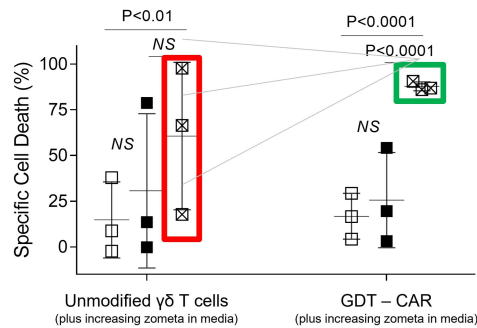 P<0.01
P<0.0001
NS
P<0.0001
100
75
50
25
0
NS
NS
Specific Cell Death (%)
Unmodified γδ T cells
(plus increasing zometa in media)
GDT – CAR
(plus increasing zometa in media)